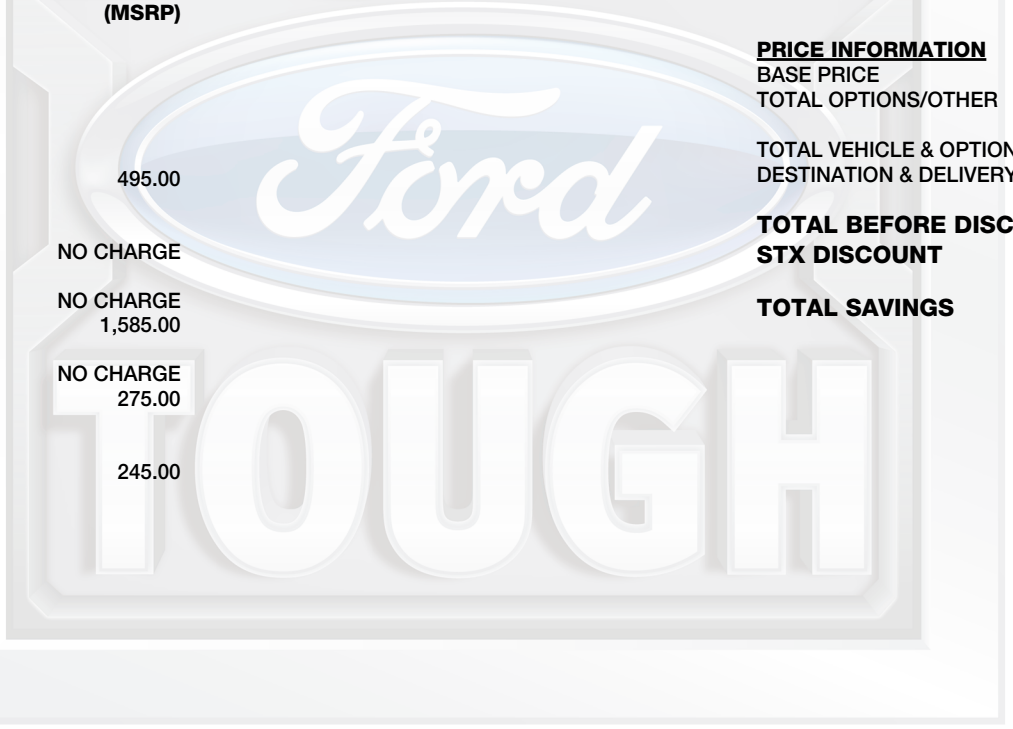 (MSRP)
495.00
NO CHARGE
NO CHARGE
1,585.00
NO CHARGE
275.00
245.00
PRICE INFORMATION
BASE PRICE
TOTAL OPTIONS/OTHER
TOTAL VEHICLE & OPTION
DESTINATION & DELIVERY
TOTAL BEFORE DISC
STX DISCOUNT
TOTAL SAVINGS
Ford
TOUGH